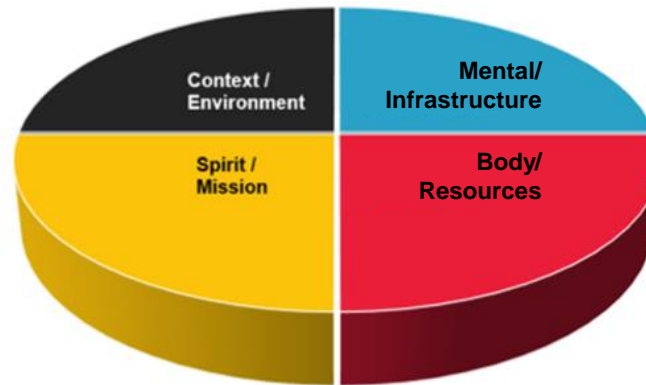 Context /
Environment
Mental/
Infrastructure
Spirit /
Mission
Body/
Resources